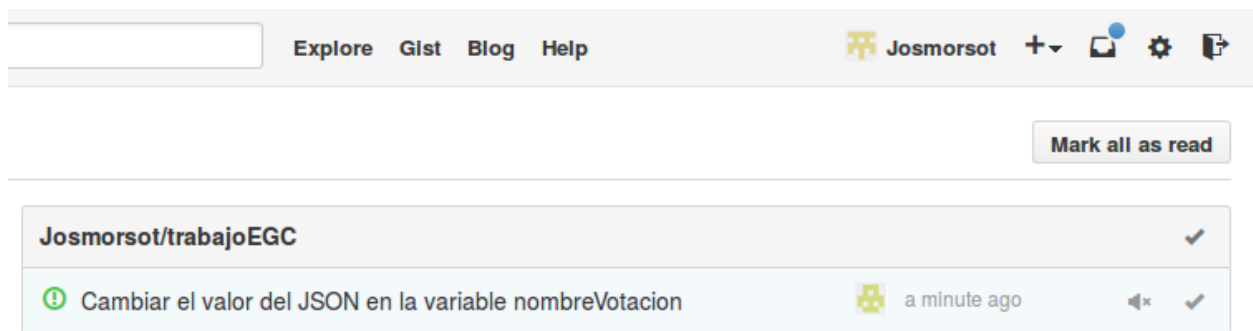 Explore Gist Blog Help Josmorsot
Mark all as read
Josmorsot/trabajoEGC
Cambiar el valor del JSON en la variable nombreVotacion a minute ago